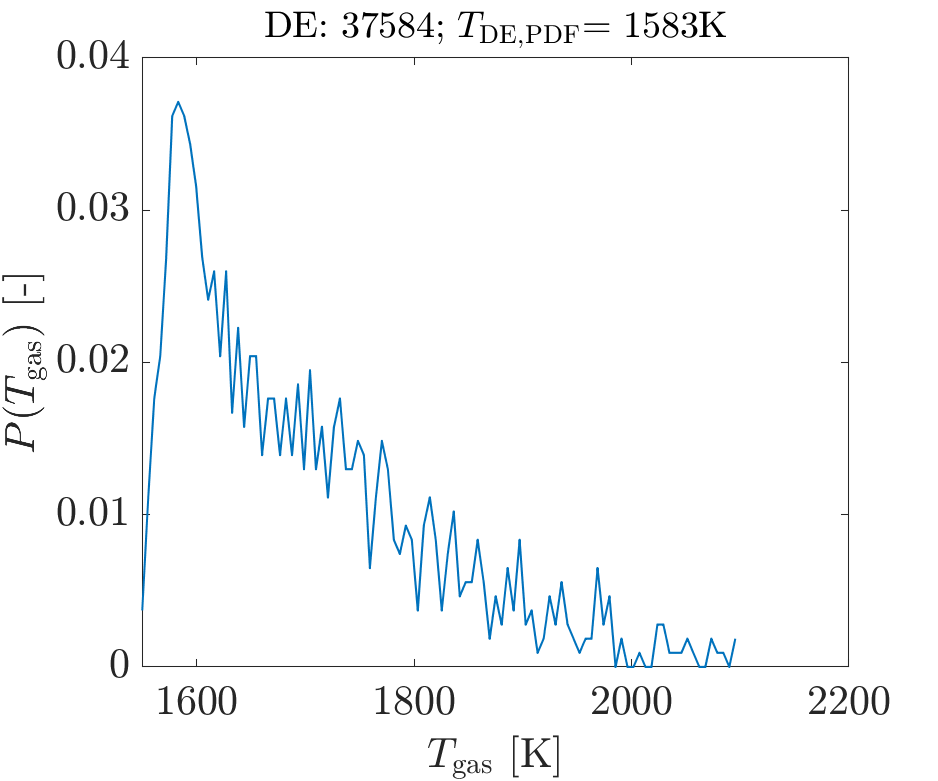 DE: 37584; T_DE,PDF= 1583K
0.04
0.03
0.02
0.01
0
P(T_gas) [-]
1600 1800 2000 2200
T_gas [K]